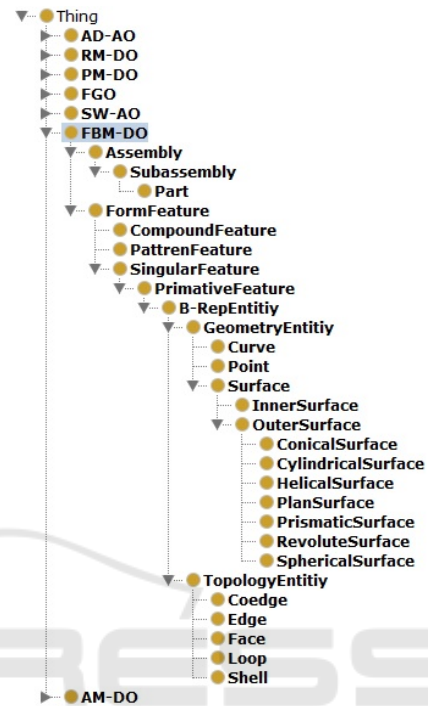 Thing
AD-AO
RM-DO
PM-DO
FGO
SW-AO
FBM-DO
Assembly
Subassembly
Part
FormFeature
CompoundFeature
PattrenFeature
SingularFeature
PrimativeFeature
B-RepEntitiy
GeometryEntitiy
Curve
Point
Surface
InnerSurface
OuterSurface
ConicalSurface
CylindricalSurface
HelicalSurface
PlanSurface
PrismaticSurface
RevoluteSurface
SphericalSurface
TopologyEntitiy
Coedge
Edge
Face
Loop
Shell
AM-DO